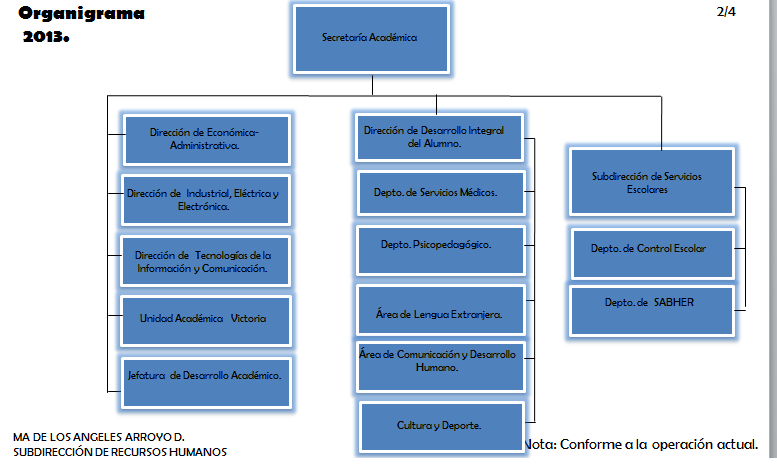 Organigrama
2013.
2/4
Secretaría Académica
Dirección de Económica-
Administrativa.
Dirección de Industrial, Eléctrica y
Electrónica.
Dirección de Tecnologías de la
Información y Comunicación.
Unidad Académica Victoria
Jefatura de Desarrollo Académico.
Dirección de Desarrollo Integral
del Alumno.
Depto. de Servicios Médicos.
Depto. Psicopedagógico.
Área de Lengua Extranjera.
Área de Comunicación y Desarrollo
Humano.
Cultura y Deporte.
Subdirección de Servicios
Escolares
Depto. de Control Escolar
Depto. de SABHER
MA DE LOS ANGELES ARROYO D.
SUBDIRECCIÓN DE RECURSOS HUMANOS
Nota: Conforme a la operación actual.